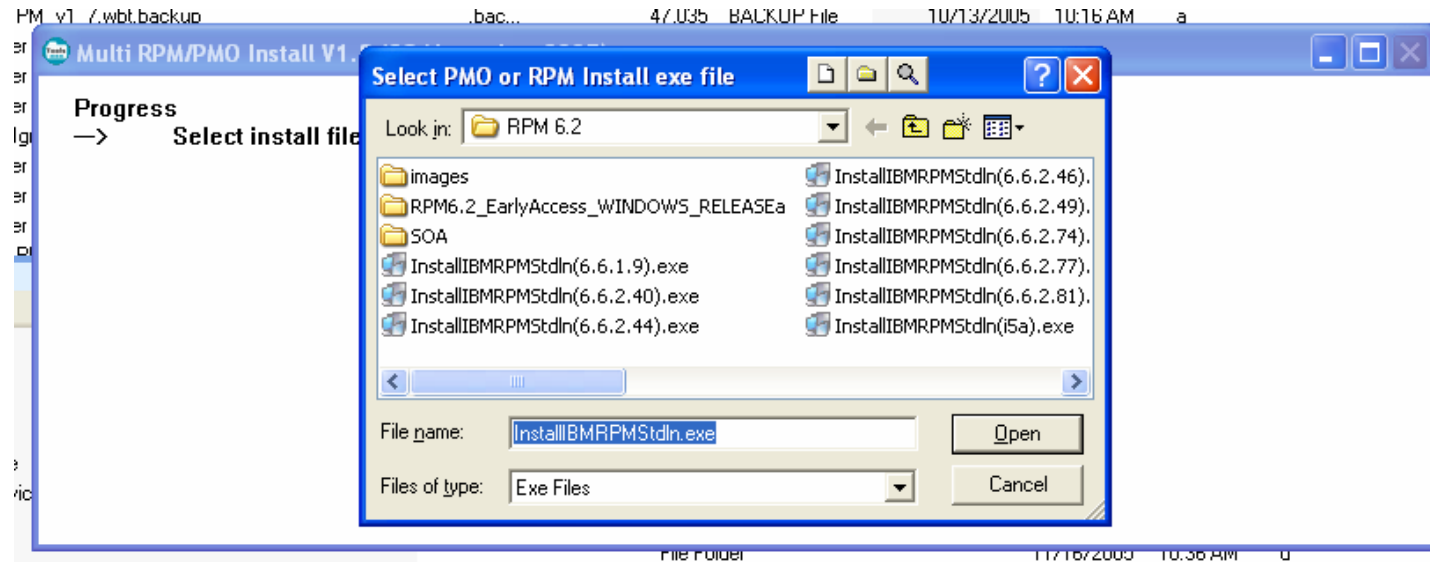 PM_v1_7.wbt.backup .bac... 47,035 BACKUP File 10/13/2005 10:16 AM a
Multi RPM/PMO Install V1.
Select PMO or RPM Install exe file
Progress
--> Select install file
Look in: RPM 6.2
images
RPM6.2_EarlyAccess_WINDOWS_RELEASEa
SOA
InstallIBMRPMStdln(6.6.1.9).exe
InstallIBMRPMStdln(6.6.2.40).exe
InstallIBMRPMStdln(6.6.2.44).exe
InstallIBMRPMStdln(6.6.2.46).
InstallIBMRPMStdln(6.6.2.49).
InstallIBMRPMStdln(6.6.2.74).
InstallIBMRPMStdln(6.6.2.77).
InstallIBMRPMStdln(6.6.2.81).
InstallIBMRPMStdln(i5a).exe
File name: InstallIBMRPMStdln.exe Open
Files of type: Exe Files Cancel
File Folder 11/16/2005 10:36 AM d